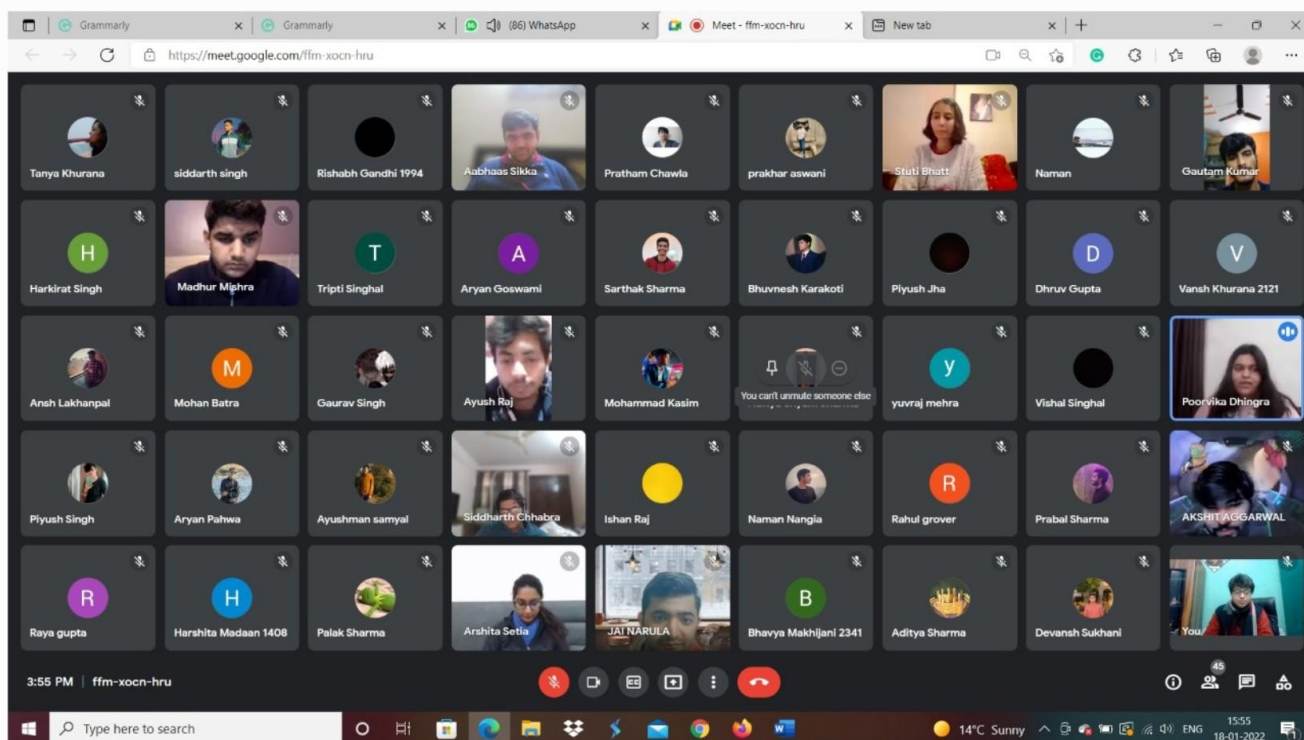 Grammarly
Grammarly
(86) WhatsApp
Meet - ffm-xocn-hru
New tab
https://meet.google.com/ffm-xocn-hru
Tanya Khurana
siddarth singh
Rishabh Gandhi 1994
Aabhaas Sikka
Pratham Chawla
prakhar aswani
Stuti Bhatt
Naman
Gautam Kumar
H
T
A
D
V
Harkirat Singh
Madhur Mishra
Tripti Singhal
Aryan Goswami
Sarthak Sharma
Bhuvnesh Karakoti
Piyush Jha
Dhruv Gupta
Vansh Khurana 2121
M
y
You can't unmute someone else
Ansh Lakhanpal
Mohan Batra
Gaurav Singh
Ayush Raj
Mohammad Kasim
yuvraj mehra
Vishal Singhal
Poorvika Dhingra
R
Piyush Singh
Aryan Pahwa
Ayushman samyal
Siddharth Chhabra
Ishan Raj
Naman Nangia
Rahul grover
Prabal Sharma
AKSHIT AGGARWAL
R
H
B
Raya gupta
Harshita Madaan 1408
Palak Sharma
Arshita Setia
JAI NARULA
Bhavya Makhijani 2341
Aditya Sharma
Devansh Sukhani
You
3:55 PM | ffm-xocn-hru
45
Type here to search
14°C Sunny
ENG
15:55
18-01-2022